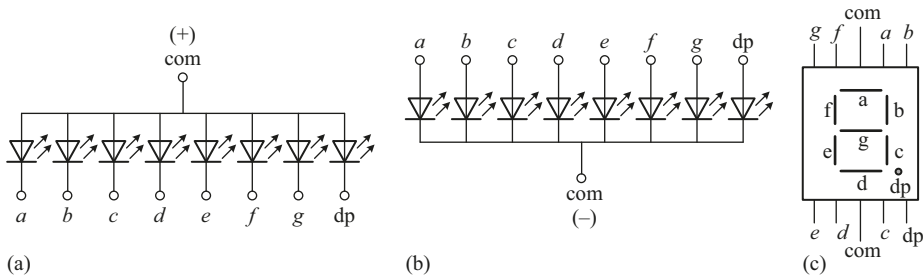 (+)
com
a b c d e f g dp
(a)
a b c d e f g dp
com
(–)
(b)
com
g f a b
a
f b
g
e c
d
dp
e d c dp
com
(c)